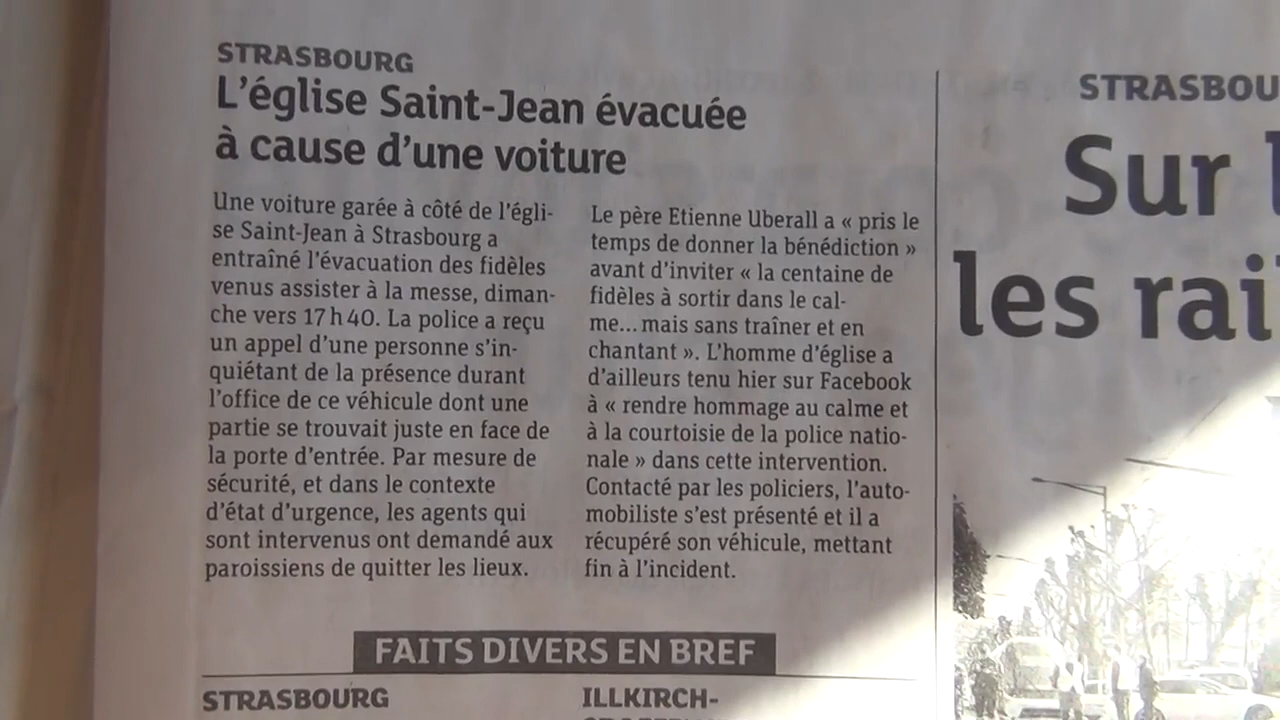 STRASBOURG
L'église Saint-Jean évacuée
à cause d'une voiture
Une voiture garée à côté de l'égli-
se Saint-Jean à Strasbourg a
entraîné l'évacuation des fidèles
venus assister à la messe, diman-
che vers 17 h 40. La police a reçu
un appel d'une personne s'in-
quiétant de la présence durant
l'office de ce véhicule dont une
partie se trouvait juste en face de
la porte d'entrée. Par mesure de
sécurité, et dans le contexte
d'état d'urgence, les agents qui
sont intervenus ont demandé aux
paroissiens de quitter les lieux.
Le père Etienne Uberall a « pris le
temps de donner la bénédiction »
avant d'inviter « la centaine de
fidèles à sortir dans le cal-
me... mais sans traîner et en
chantant ». L'homme d'église a
d'ailleurs tenu hier sur Facebook
à « rendre hommage au calme et
à la courtoisie de la police natio-
nale » dans cette intervention.
Contacté par les policiers, l'auto-
mobiliste s'est présenté et il a
récupéré son véhicule, mettant
fin à l'incident.
FAITS DIVERS EN BREF
STRASBOURG
ILLKIRCH-
STRASBOU
Sur
les rai